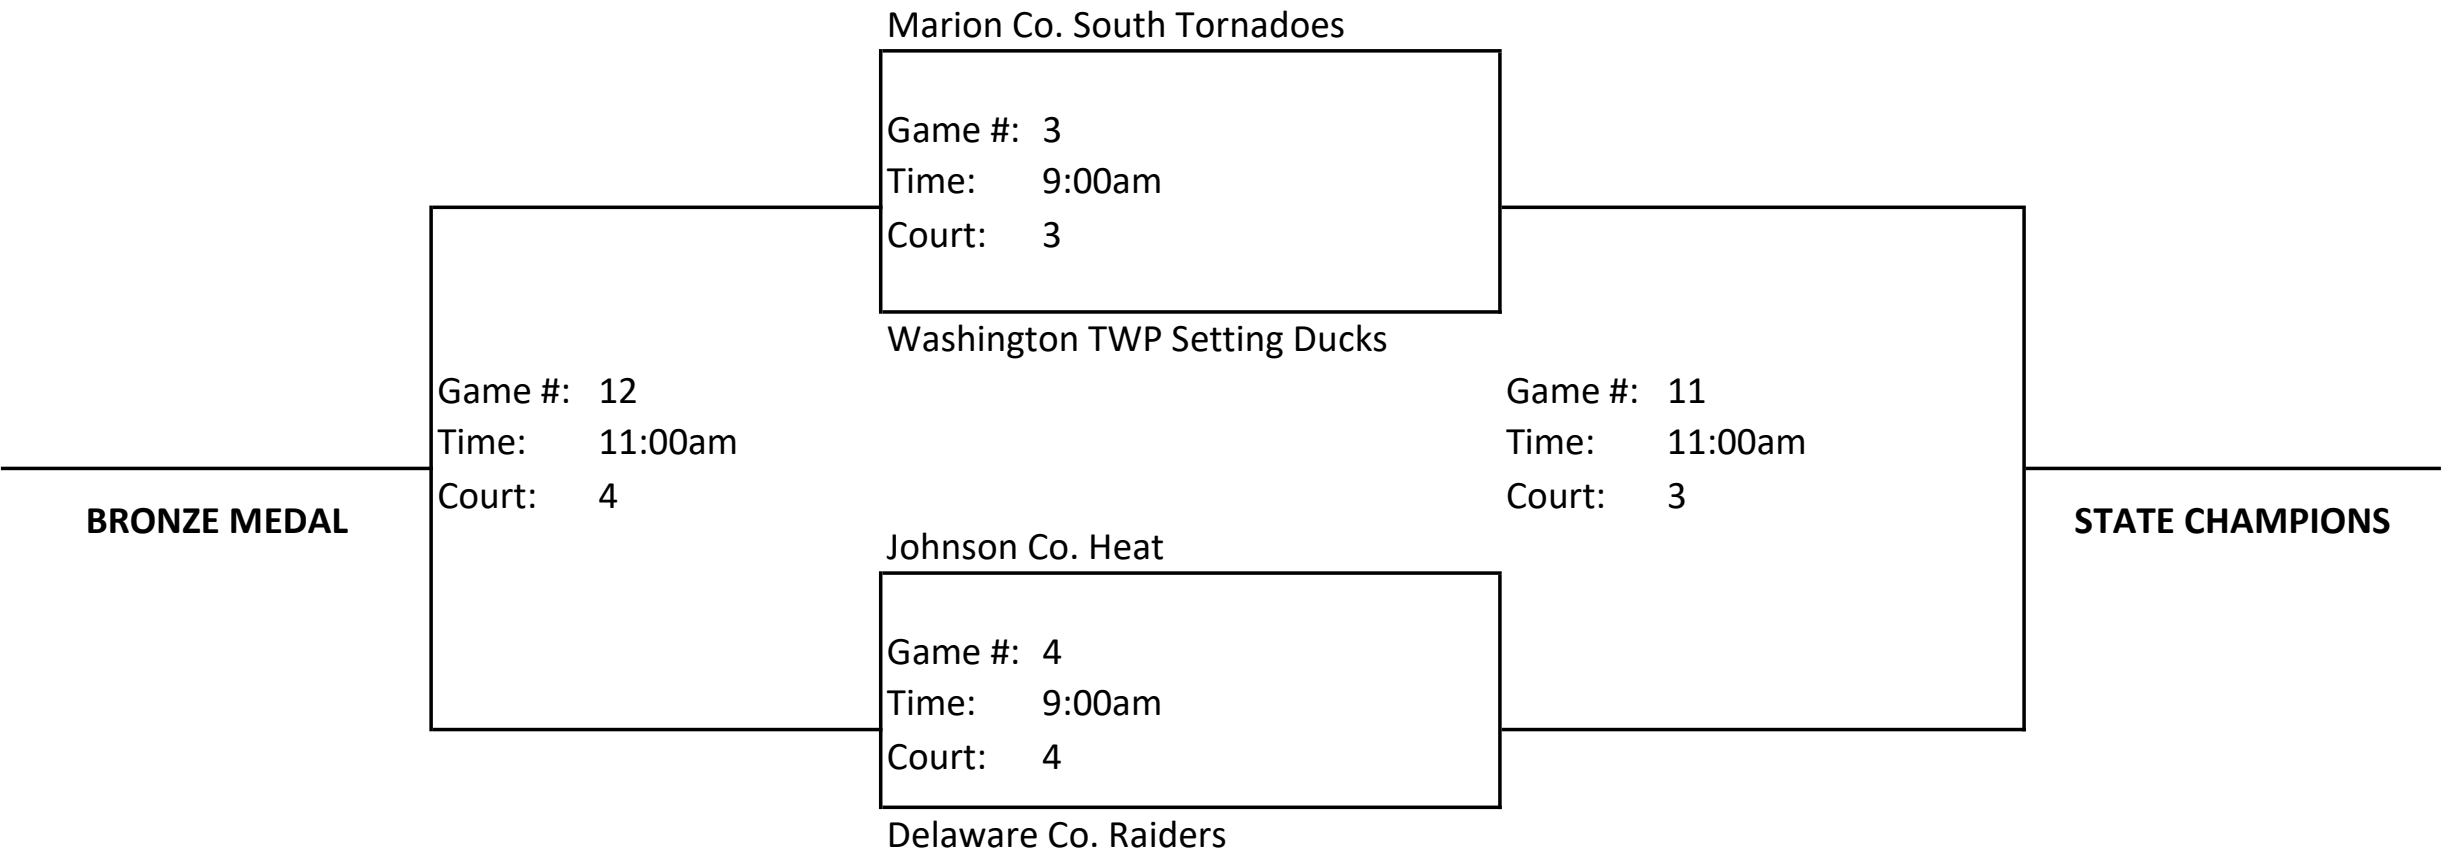 Marion Co. South Tornadoes
Game #: 3
Time: 9:00am
Court: 3
Washington TWP Setting Ducks
Game #: 12
Time: 11:00am
Court: 4
BRONZE MEDAL
Game #: 11
Time: 11:00am
Court: 3
STATE CHAMPIONS
Johnson Co. Heat
Game #: 4
Time: 9:00am
Court: 4
Delaware Co. Raiders